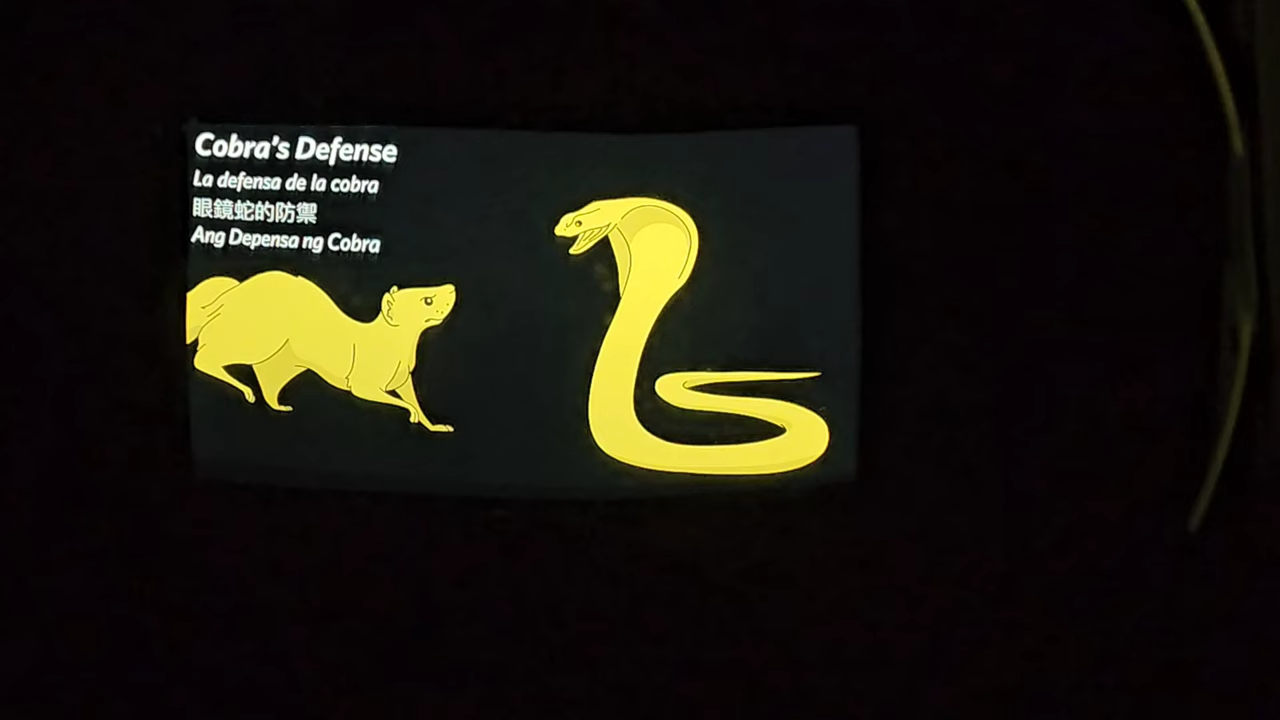 Cobra's Defense
La defensa de la cobra
眼鏡蛇的防禦
Ang Depensa ng Cobra